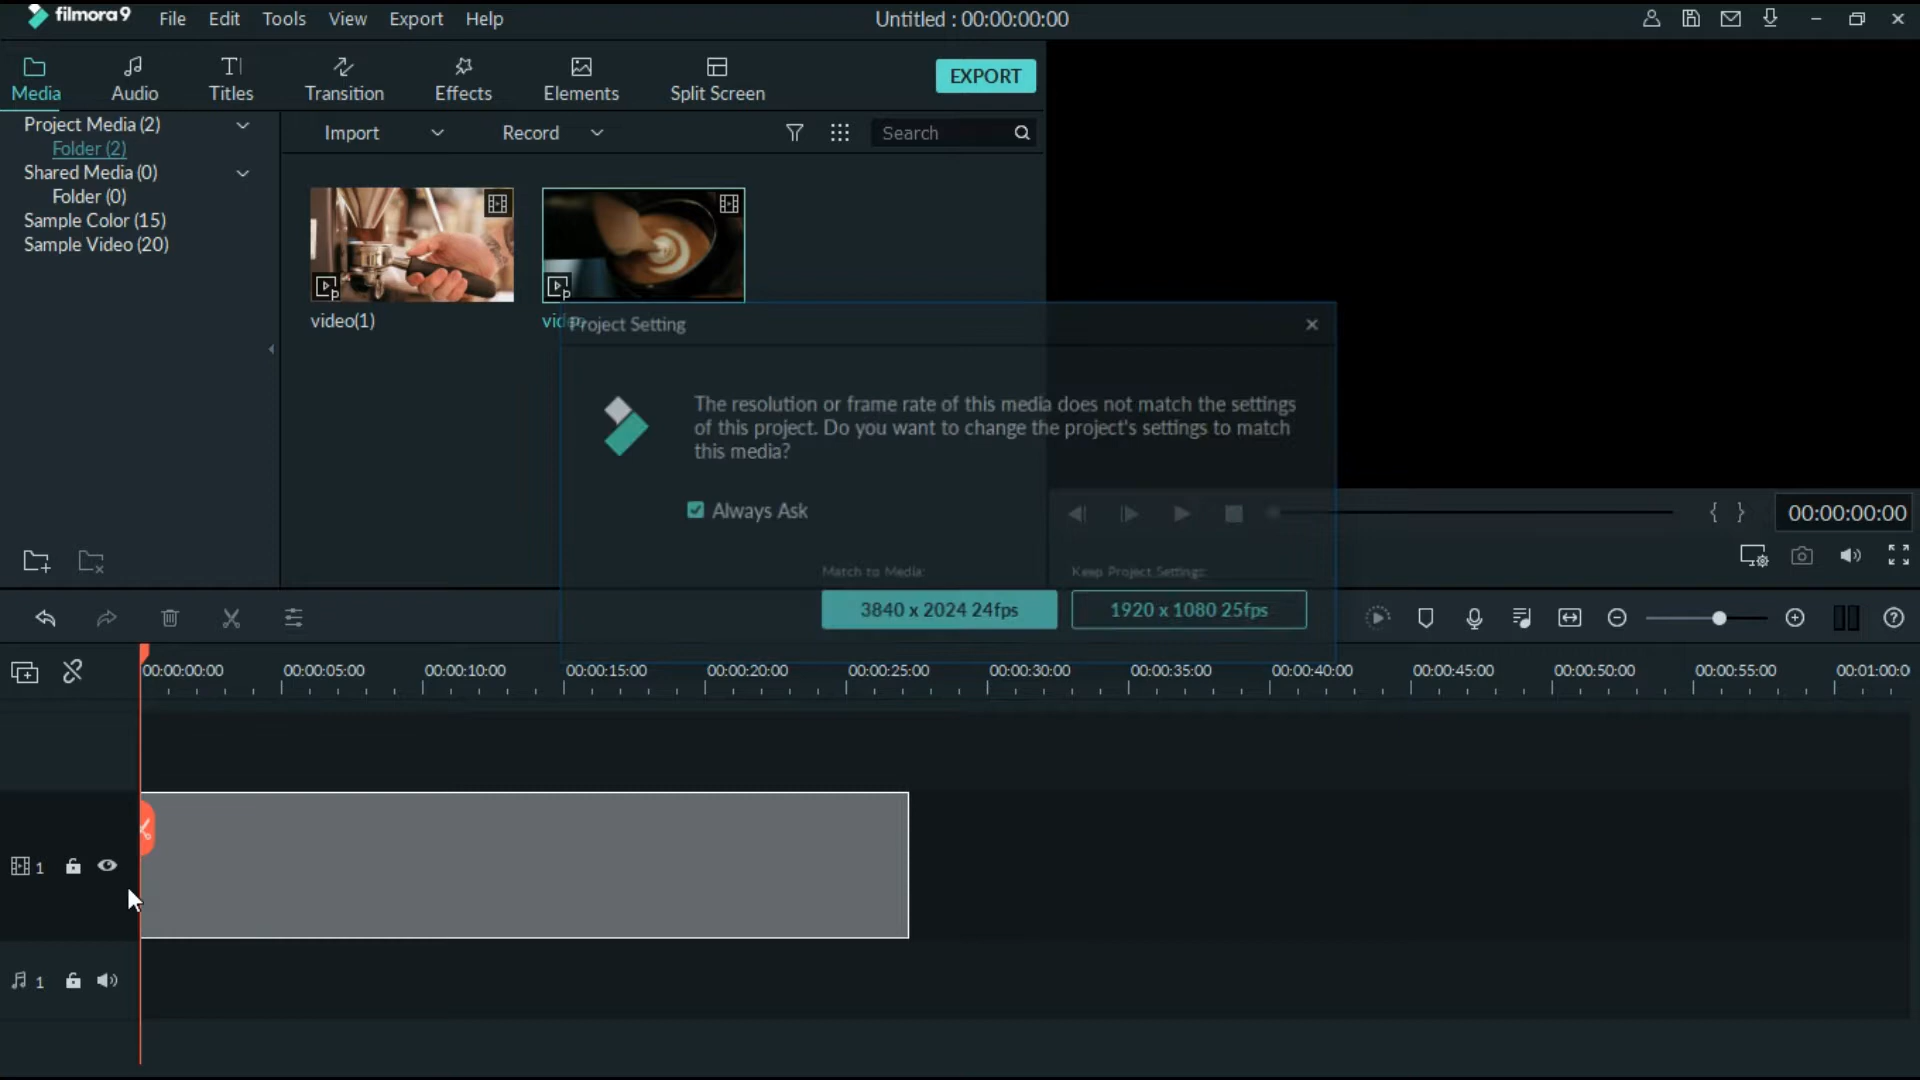 filmora9
File Edit Tools View Export Help
Untitled : 00:00:00:00
Media Audio Titles Transition Effects Elements Split Screen
EXPORT
Project Media (2)
Folder (2)
Shared Media (0)
Folder (0)
Sample Color (15)
Sample Video (20)
Import Record Search
video(1)
Project Setting
The resolution or frame rate of this media does not match the settings
of this project. Do you want to change the project's settings to match
this media?
Always Ask
Match to Media:
Keep Project Settings:
3840 x 2024 24fps
1920 x 1080 25fps
00:00:00:00
00:00:00:00 00:00:05:00 00:00:10:00 00:00:15:00 00:00:20:00 00:00:25:00 00:00:30:00 00:00:35:00 00:00:40:00 00:00:45:00 00:00:50:00 00:00:55:00 00:01:00:0
1
1